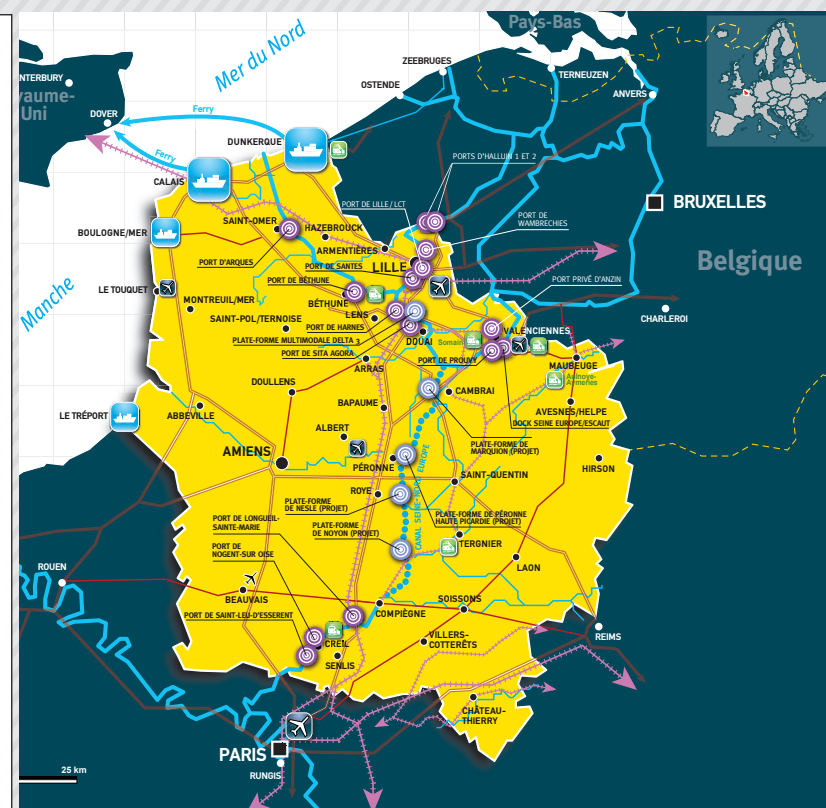 Pays-Bas
Mer du Nord
ZEEBRUGES
TERNEUZEN
OSTENDE
ANVERS
NTERBURY
yaume-
Uni
DOVER
Ferry
Ferry
DUNKERQUE
CALAIS
PORTS D'HALLUIN 1 ET 2
PORT DE LILLE / LCT
PORT DE
WAMBRECHIES
BRUXELLES
BOULOGNE/MER
SAINT-OMER
HAZEBROUCK
ARMENTIÈRES
PORT D'ARQUES
LILLE
PORT DE SANTES
PORT DE BÉTHUNE
Belgique
PORT PRIVÉ D'ANZIN
Manche
LE TOUQUET
MONTREUIL/MER
BÉTHUNE
LENS
SAINT-POL/TERNOISE
PORT DE HARNES
PLATE-FORME MULTIMODALE DELTA 3
PORT DE SITA AGORA
DOUAI
Somain
VALENCIENNES
CHARLEROI
PORT DE PROUVY
ARRAS
MAUBEUGE
Aulnoye-
Aymeries
DOULLENS
BAPAUME
CAMBRAI
AVESNES/HELPE
DOCK SEINE EUROPE/ESCAUT
LE TRÉPORT
ABBEVILLE
ALBERT
PLATE-FORME DE
MARQUION (PROJET)
AMIENS
PÉRONNE
HIRSON
CANAL SEINE-NORD EUROPE
SAINT-QUENTIN
ROYE
PLATE-FORME
DE NESLE (PROJET)
PLATE-FORME DE PÉRONNE
HAUTE PICARDIE (PROJET)
PORT DE LONGUEIL-
SAINTE-MARIE
PLATE-FORME
DE NOYON (PROJET)
TERGNIER
PORT DE
NOGENT-SUR OISE
LAON
ROUEN
BEAUVAIS
SOISSONS
COMPIÈGNE
PORT DE SAINT-LEU-D'ESSERENT
REIMS
CREIL
VILLERS-
COTTERÊTS
SENLIS
CHÂTEAU-
THIERRY
PARIS
RUNGIS
25 km